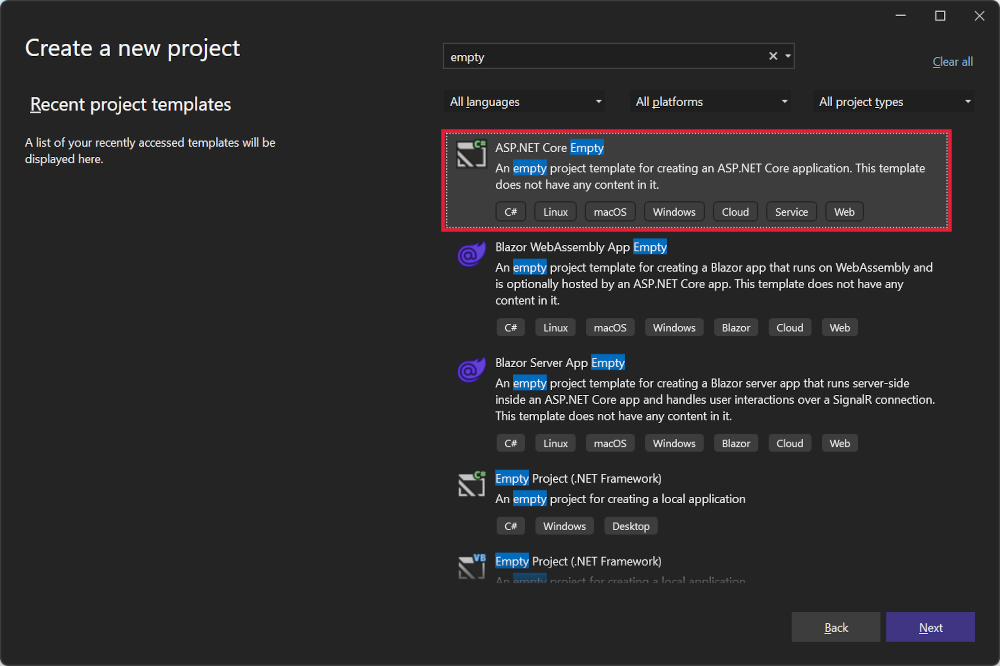 Create a new project
empty
Clear all
Recent project templates
A list of your recently accessed templates will
be displayed here.
All languages
All platforms
All project types
C#
ASP.NET Core Empty
An empty project template for creating an ASP.NET Core application. This template
does not have any content in it.
C# Linux macOS Windows Cloud Service Web
Blazor WebAssembly App Empty
An empty project template for creating a Blazor app that runs on WebAssembly and
is optionally hosted by an ASP.NET Core app. This template does not have any
content in it.
C# Linux macOS Windows Blazor Cloud Web
Blazor Server App Empty
An empty project template for creating a Blazor server app that runs server-side
inside an ASP.NET Core app and handles user interactions over a SignalR connection.
This template does not have any content in it.
C# Linux macOS Windows Blazor Cloud Web
C#
Empty Project (.NET Framework)
An empty project for creating a local application
C# Windows Desktop
VB
Empty Project (.NET Framework)
An empty project for creating a local application
Back
Next